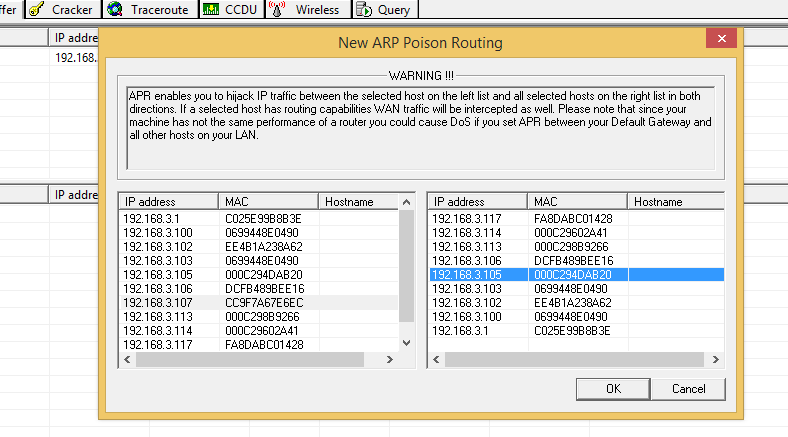 ffer Cracker Traceroute CCDU Wireless Query
IP address
192.168.
New ARP Poison Routing
WARNING !!!
APR enables you to hijack IP traffic between the selected host on the left list and all selected hosts on the right list in both
directions. If a selected host has routing capabilities WAN traffic will be intercepted as well. Please note that since your
machine has not the same performance of a router you could cause DoS if you set APR between your Default Gateway and
all other hosts on your LAN.
IP addre
IP address MAC Hostname
192.168.3.1 C025E99B8B3E
192.168.3.100 0699448E0490
192.168.3.102 EE4B1A238A62
192.168.3.103 0699448E0490
192.168.3.105 000C294DAB20
192.168.3.106 DCFB489BEE16
192.168.3.107 CC9F7A67E6EC
192.168.3.113 000C298B9266
192.168.3.114 000C29602A41
192.168.3.117 FA8DABC01428
IP address MAC Hostname
192.168.3.117 FA8DABC01428
192.168.3.114 000C29602A41
192.168.3.113 000C298B9266
192.168.3.106 DCFB489BEE16
192.168.3.105 000C294DAB20
192.168.3.103 0699448E0490
192.168.3.102 EE4B1A238A62
192.168.3.100 0699448E0490
192.168.3.1 C025E99B8B3E
OK Cancel